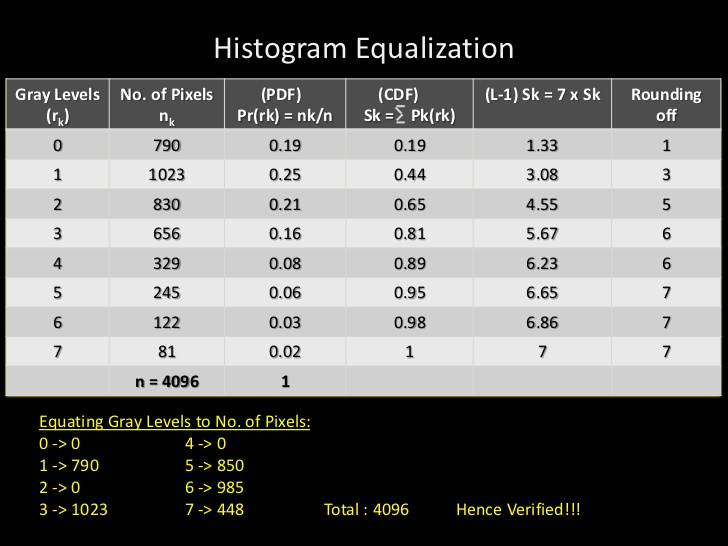 Histogram Equalization
Gray Levels (rk) No. of Pixels nk (PDF) Pr(rk) = nk/n (CDF) Sk =∑ Pk(rk) (L-1) Sk = 7 x Sk Rounding off
0 790 0.19 0.19 1.33 1
1 1023 0.25 0.44 3.08 3
2 830 0.21 0.65 4.55 5
3 656 0.16 0.81 5.67 6
4 329 0.08 0.89 6.23 6
5 245 0.06 0.95 6.65 7
6 122 0.03 0.98 6.86 7
7 81 0.02 1 7 7
n = 4096 1
Equating Gray Levels to No. of Pixels:
0 -> 0 4 -> 0
1 -> 790 5 -> 850
2 -> 0 6 -> 985
3 -> 1023 7 -> 448 Total : 4096 Hence Verified!!!